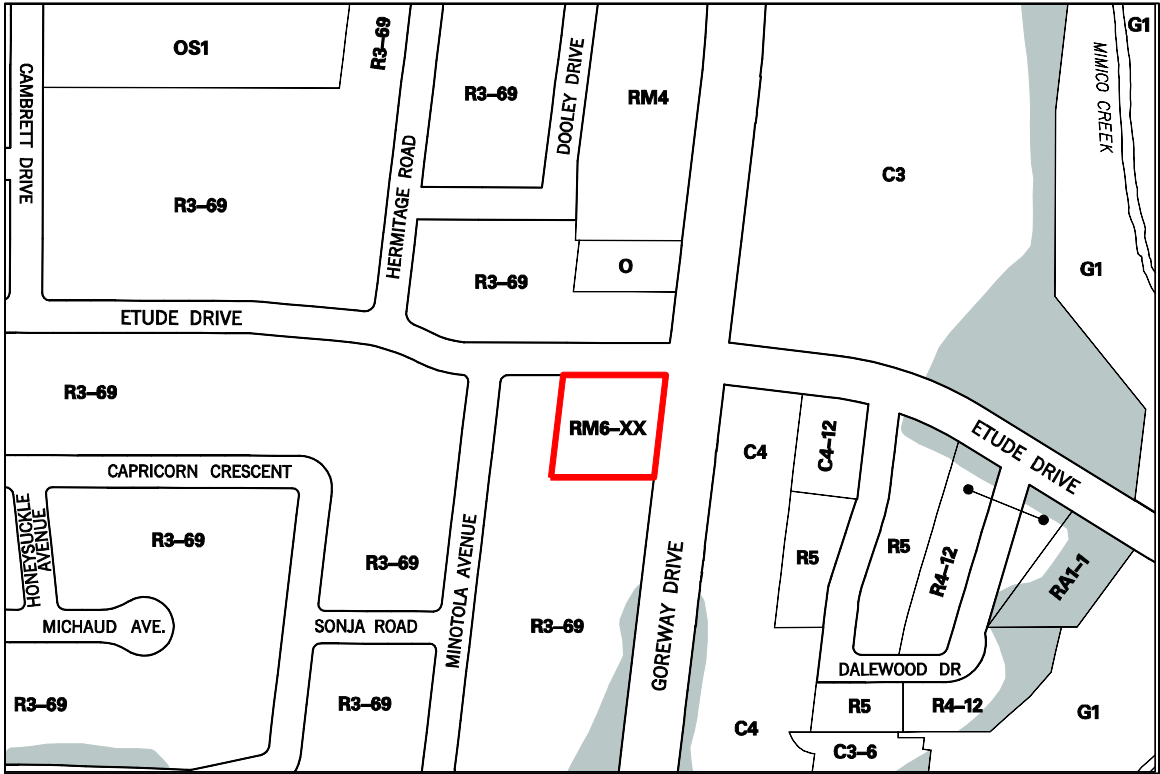 OS1
R3–69
R3–69
DOOLEY DRIVE
RM4
G1
MIMICO CREEK
CAMBRETT DRIVE
R3–69
HERMITAGE ROAD
C3
R3–69
O
G1
ETUDE DRIVE
R3–69
RM6–XX
C4
C4–12
ETUDE DRIVE
CAPRICORN CRESCENT
HONEYSUCKLE
AVENUE
R3–69
R3–69
MINOTOLA AVENUE
GOREWAY DRIVE
R5
R5
R4–12
RA1–1
MICHAUD AVE.
SONJA ROAD
R3–69
DALEWOOD DR
R3–69
R3–69
C4
R5
R4–12
G1
C3–6